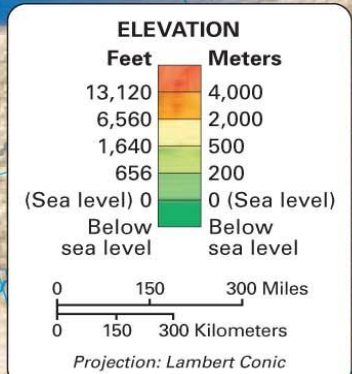 ELEVATION
Feet Meters
13,120 4,000
6,560 2,000
1,640 500
656 200
(Sea level) 0 0 (Sea level)
Below Below
sea level sea level
0 150 300 Miles
0 150 300 Kilometers
Projection: Lambert Conic